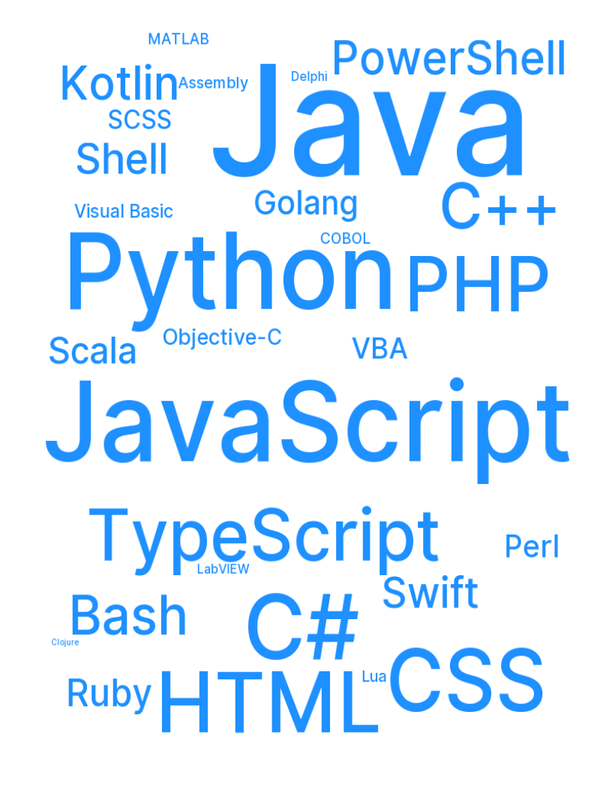 MATLAB
PowerShell
Kotlin
Assembly
Delphi
Java
SCSS
Shell
Golang
C++
Visual Basic
COBOL
Python
PHP
Objective-C
Scala
VBA
JavaScript
TypeScript
Perl
LabVIEW
Swift
Bash
C#
Clojure
Lua
CSS
Ruby
HTML